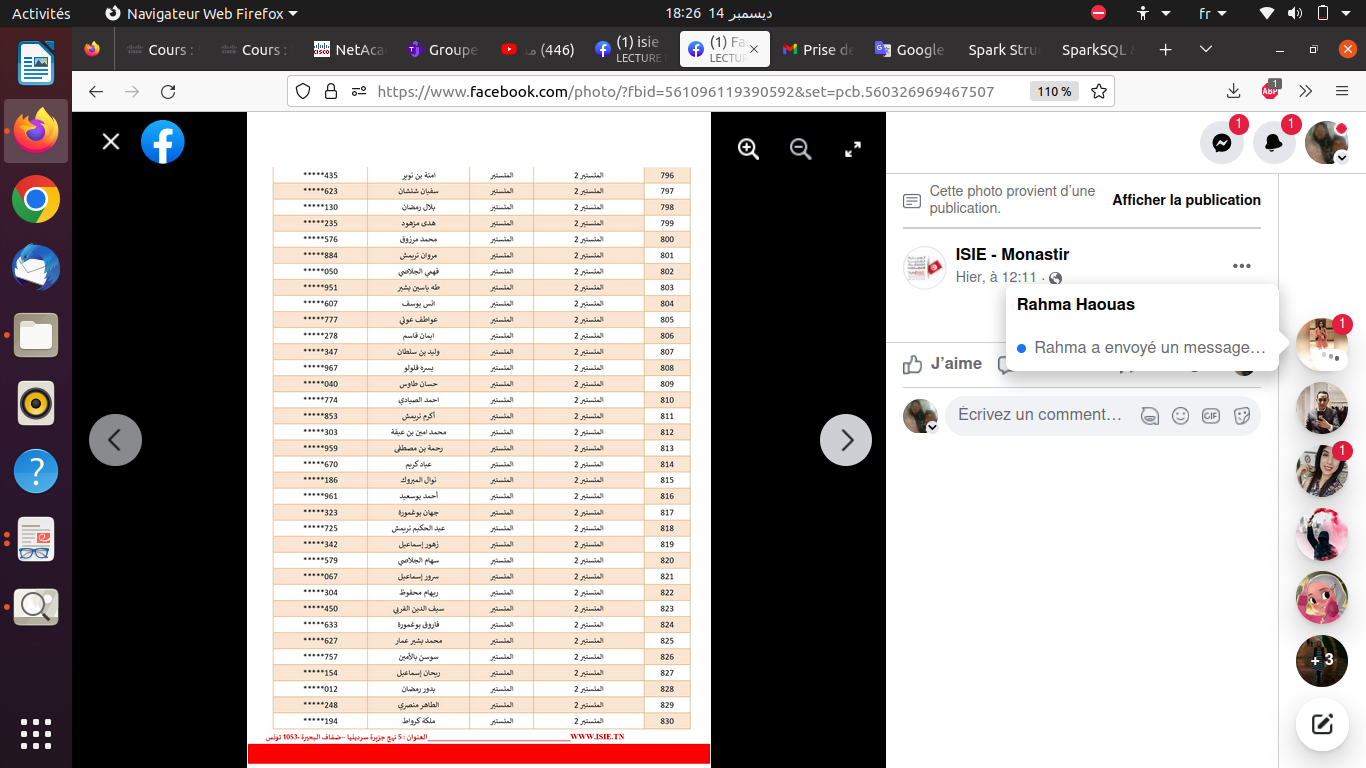 Activités
Navigateur Web Firefox
ديسمبر 14 18:26
fr
Cours :
Cours :
NetAca
Groupe
(446)
(1) isie
LECTURE
(1) Fa
LECTU
Prise de
Google
Spark Stru
SparkSQL
https://www.facebook.com/photo/?fbid=561096119390592&set=pcb.560326969467507
110 %
ABP
1
1
1
796 المنستير 2 المنستير امنة بن نوير *****435
797 المنستير 2 المنستير سفيان شنشان *****623
798 المنستير 2 المنستير بلال رمضان *****130
799 المنستير 2 المنستير هدى مزهود *****235
800 المنستير 2 المنستير محمد مرزوق *****576
801 المنستير 2 المنستير مروان تريمش *****884
802 المنستير 2 المنستير فهمي الجلاصي *****050
803 المنستير 2 المنستير طه ياسين بشير *****951
804 المنستير 2 المنستير انس يوسف *****607
805 المنستير 2 المنستير عواطف عوني *****777
806 المنستير 2 المنستير ايمان قاسم *****278
807 المنستير 2 المنستير وليد بن سلطان *****347
808 المنستير 2 المنستير يسره فلولو *****967
809 المنستير 2 المنستير حسان طاوس *****040
810 المنستير 2 المنستير احمد الصيادي *****774
811 المنستير 2 المنستير أكرم تريمش *****853
812 المنستير 2 المنستير محمد امين بن عيفة *****303
813 المنستير 2 المنستير رحمة بن مصطفى *****959
814 المنستير 2 المنستير عياد كريم *****670
815 المنستير 2 المنستير نوال المبروك *****186
816 المنستير 2 المنستير أحمد بوسعيد *****961
817 المنستير 2 المنستير جهان بوغمورة *****323
818 المنستير 2 المنستير عبد الحكيم تريمش *****725
819 المنستير 2 المنستير زهور إسماعيل *****342
820 المنستير 2 المنستير سهام الجلاصي *****579
821 المنستير 2 المنستير سرور إسماعيل *****067
822 المنستير 2 المنستير ريهام محفوظ *****304
823 المنستير 2 المنستير سيف الدين الغربي *****450
824 المنستير 2 المنستير فاروق بوغمورة *****633
825 المنستير 2 المنستير محمد بشير عمار *****627
826 المنستير 2 المنستير سوسن بالأمين *****757
827 المنستير 2 المنستير ريحان إسماعيل *****154
828 المنستير 2 المنستير بدور رمضان *****012
829 المنستير 2 المنستير الطاهر منصري *****248
830 المنستير 2 المنستير ملكة كرواط *****194
WWW.ISIE.TN العنوان : 5 نهج جزيرة سردينيا –ضفاف البحيرة -1053 تونس
Cette photo provient d'une
publication.
Afficher la publication
ISIE - Monastir
Hier, à 12:11 ·
Rahma Haouas
Rahma a envoyé un message…
1
J'aime
Écrivez un comment…
GIF
1
+ 3